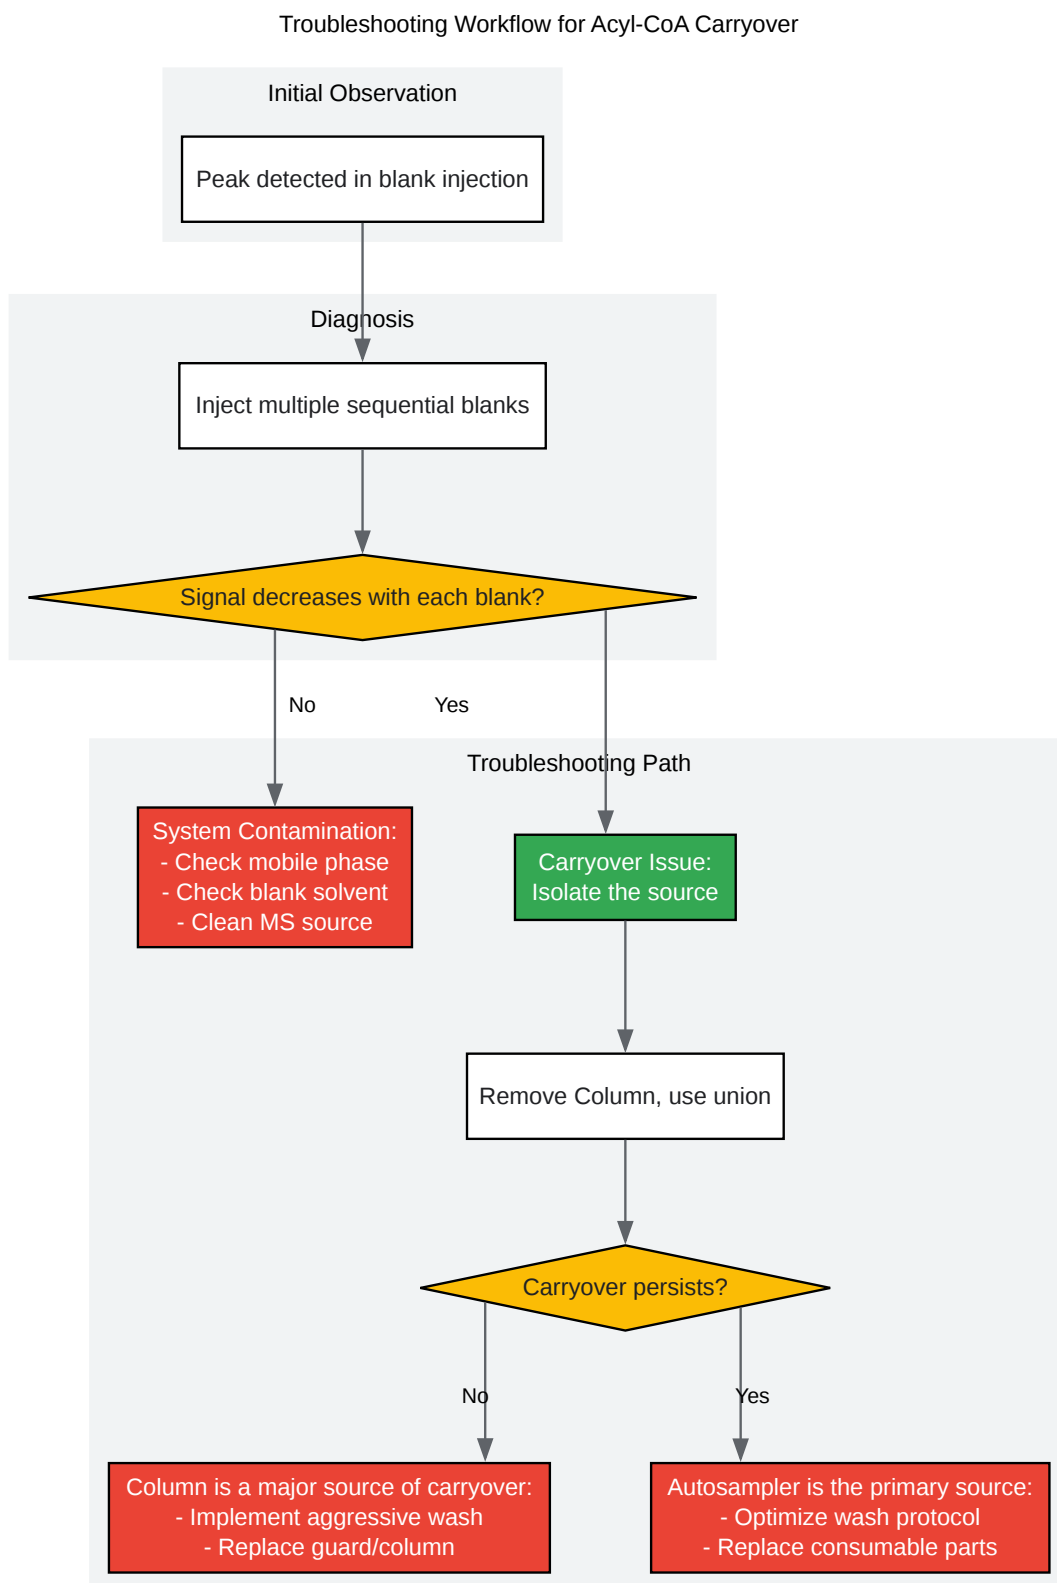 Troubleshooting Workflow for Acyl-CoA Carryover
Initial Observation
Peak detected in blank injection
Diagnosis
Inject multiple sequential blanks
Signal decreases with each blank?
No
Yes
Troubleshooting Path
System Contamination:
- Check mobile phase
- Check blank solvent
- Clean MS source
Carryover Issue:
Isolate the source
Remove Column, use union
Carryover persists?
No
Yes
Column is a major source of carryover:
- Implement aggressive wash
- Replace guard/column
Autosampler is the primary source:
- Optimize wash protocol
- Replace consumable parts